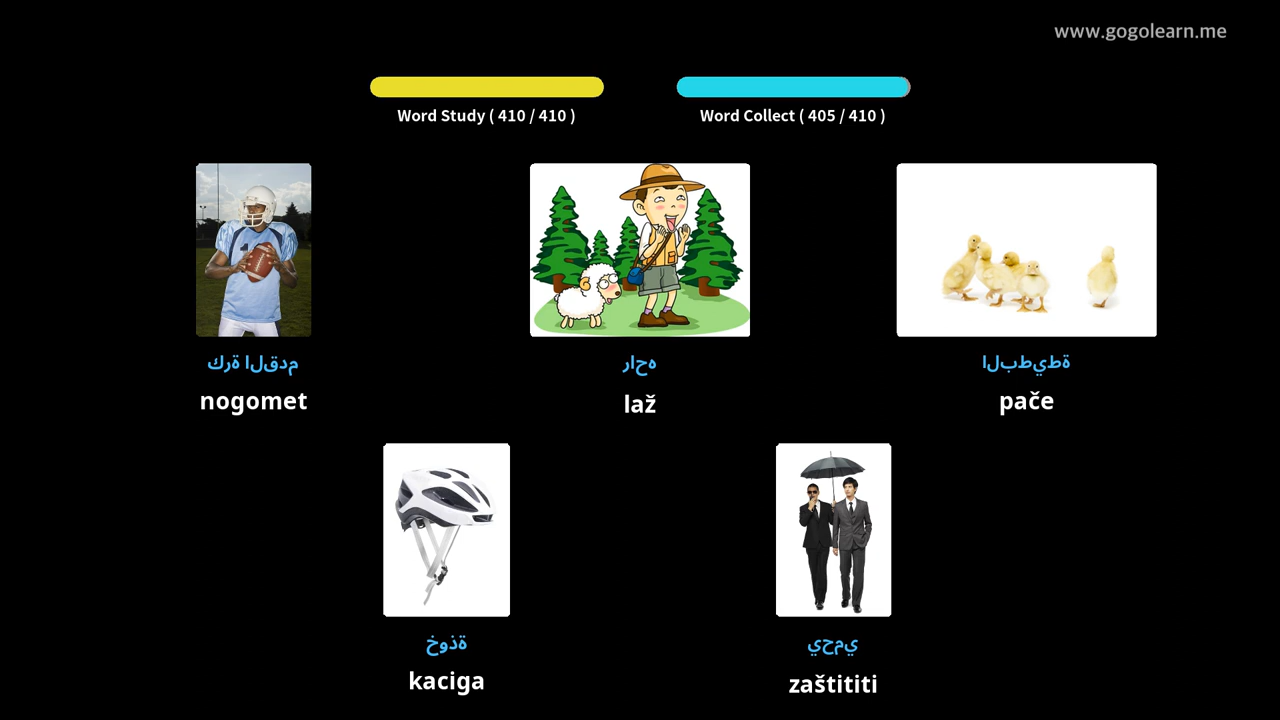 www.gogolearn.me
Word Study ( 410 / 410 )
Word Collect ( 405 / 410 )
كرة القدم
راحه
البطيطة
nogomet
laž
pače
خوذة
يحمي
kaciga
zaštititi